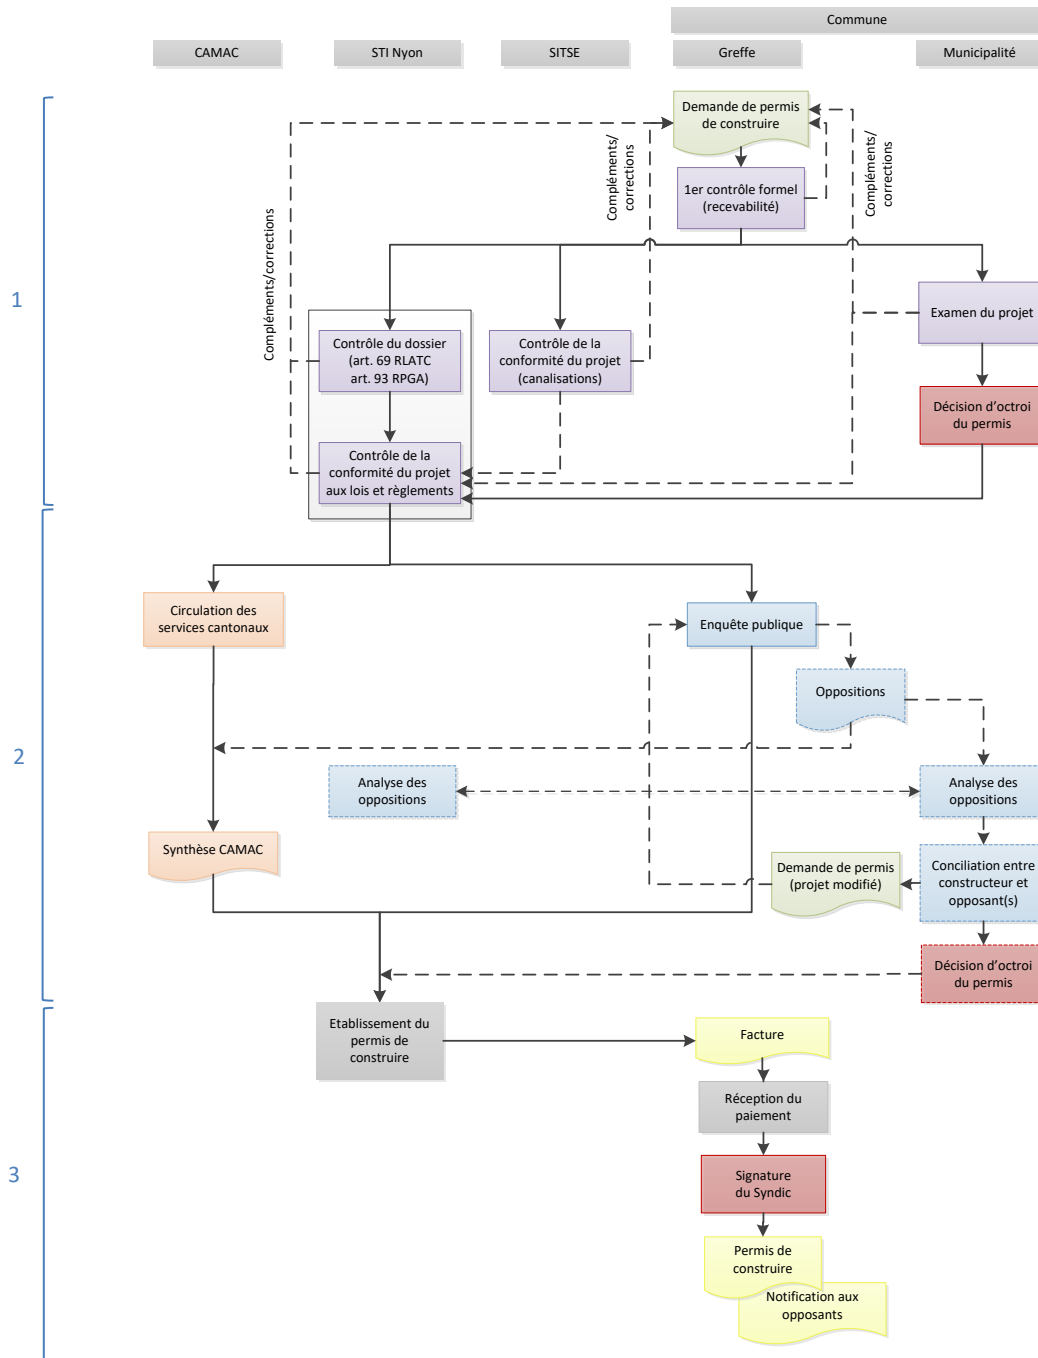 Commune
CAMAC
STI Nyon
SITSE
Greffe
Municipalité
Demande de permis
de construire
Compléments/
corrections
Compléments/
corrections
1er contrôle formel
(recevabilité)
Compléments/corrections
1
Examen du projet
Contrôle du dossier
(art. 69 RLATC
art. 93 RPGA)
Contrôle de la
conformité du projet
(canalisations)
Décision d'octroi
du permis
Contrôle de la
conformité du projet
aux lois et règlements
2
Circulation des
services cantonaux
Enquête publique
Oppositions
Analyse des
oppositions
Analyse des
oppositions
Synthèse CAMAC
Demande de permis
(projet modifié)
Conciliation entre
constructeur et
opposant(s)
Décision d'octroi
du permis
3
Etablissement du
permis de
construire
Facture
Réception du
paiement
Signature
du Syndic
Permis de
construire
Notification aux
opposants